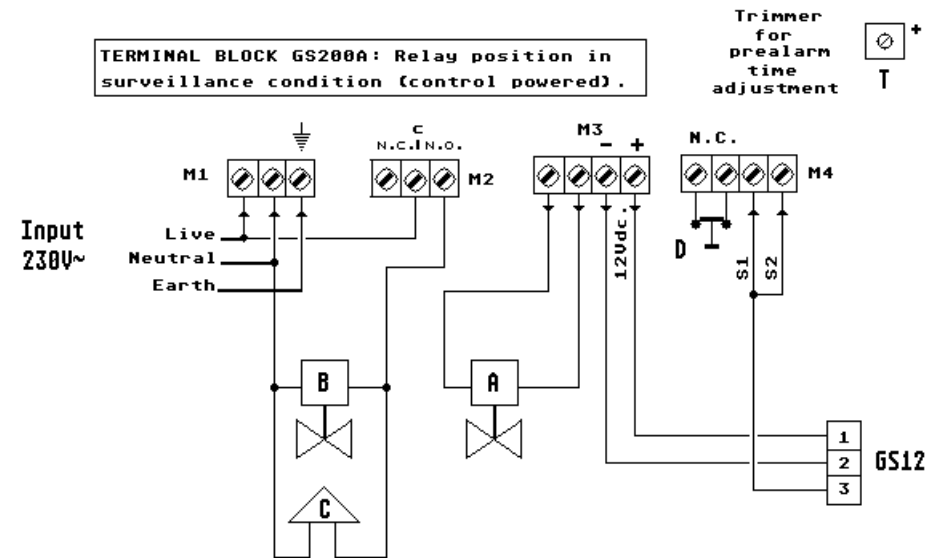 Trimmer
for
prealarm
time
adjustment
+
T
TERMINAL BLOCK GS200A: Relay position in
surveillance condition (control powered).
C
N.C. N.O.
M3
- +
N.C.
M1
M2
M4
Input
230V~
Live
Neutral
Earth
12Vdc.
D
S1
S2
B
A
C
1
2
3
GS12